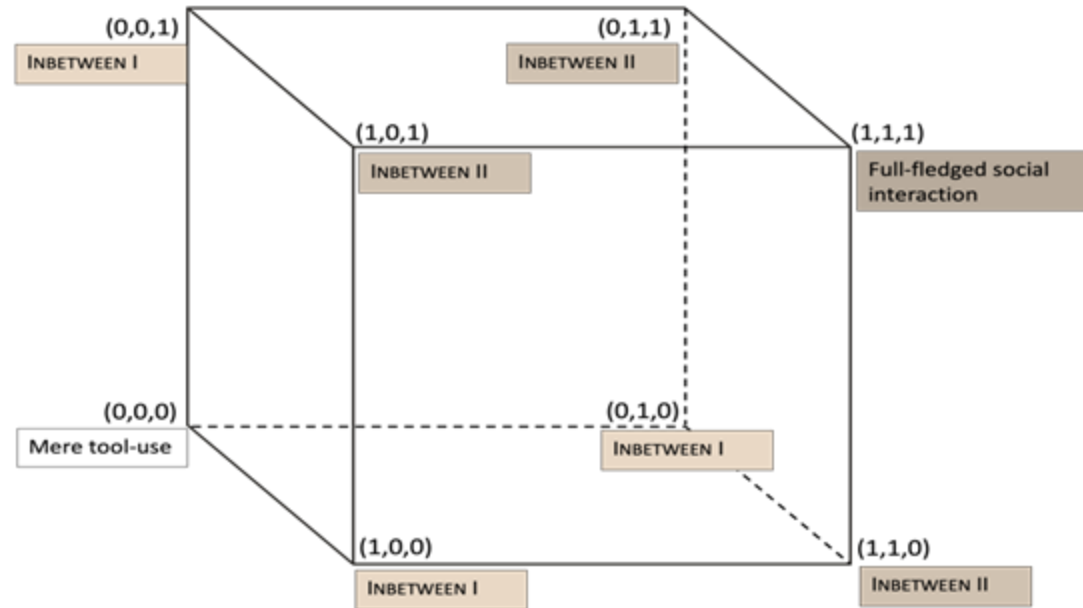 (0,0,1)
INBETWEEN I
(0,1,1)
INBETWEEN II
(1,0,1)
INBETWEEN II
(1,1,1)
Full-fledged social
interaction
(0,0,0)
Mere tool-use
(0,1,0)
INBETWEEN I
(1,0,0)
INBETWEEN I
(1,1,0)
INBETWEEN II